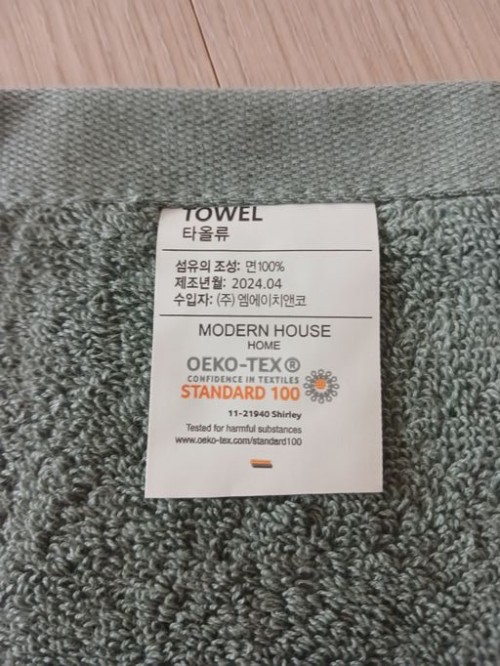 TOWEL
타올류
섬유의 조성: 면100%
제조년월: 2024.04
수입자: (주) 엠에이치앤코
MODERN HOUSE
HOME
OEKO-TEX®
CONFIDENCE IN TEXTILES
STANDARD 100
11-21940 Shirley
Tested for harmful substances
www.oeko-tex.com/standard100